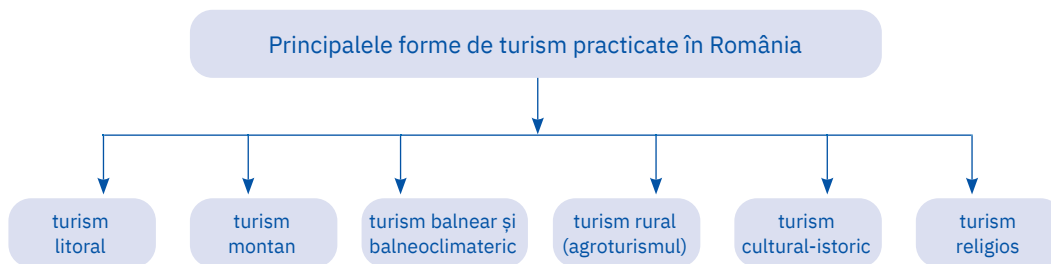 Principalele forme de turism practicate în România
turism
litoral
turism
montan
turism balnear și
balneoclimateric
turism rural
(agroturismul)
turism
cultural-istoric
turism
religios